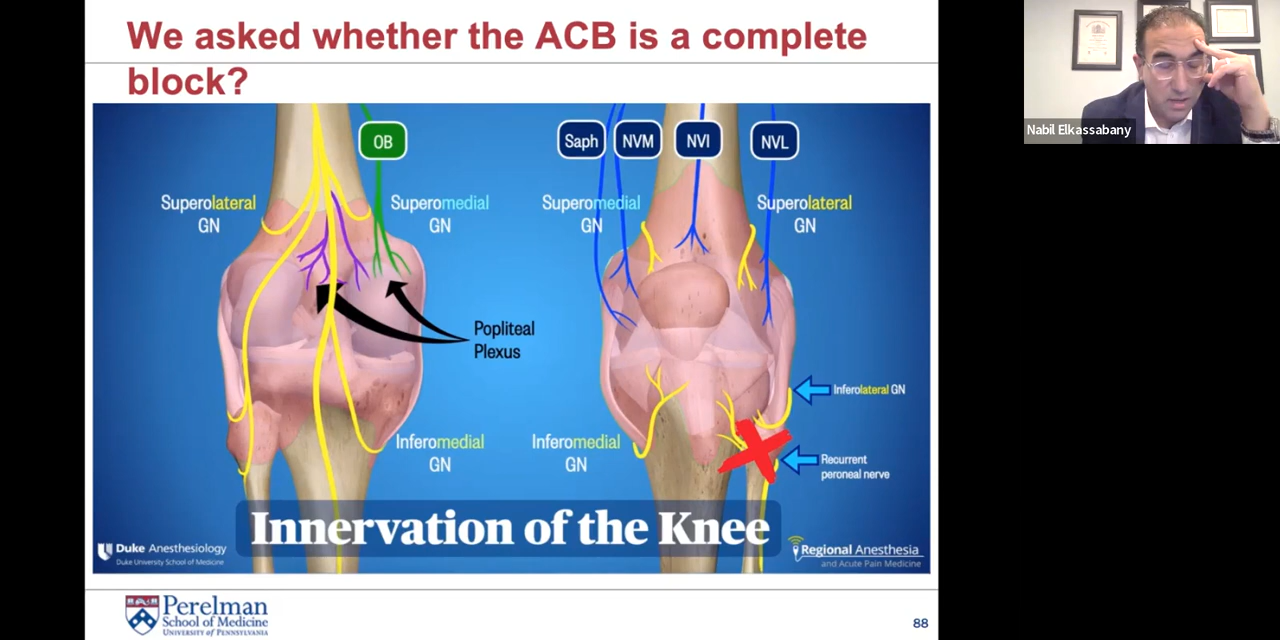 We asked whether the ACB is a complete
block?
OB
Superolateral
GN
Superomedial
GN
Popliteal
Plexus
Inferomedial
GN
Saph
NVM
NVI
NVL
Superomedial
GN
Superolateral
GN
Inferolateral GN
Recurrent
peroneal nerve
Inferomedial
GN
Innervation of the Knee
Duke Anesthesiology
Duke University School of Medicine
Regional Anesthesia
and Acute Pain Medicine
Perelman
School of Medicine
UNIVERSITY of PENNSYLVANIA
88
Nabil Elkassabany